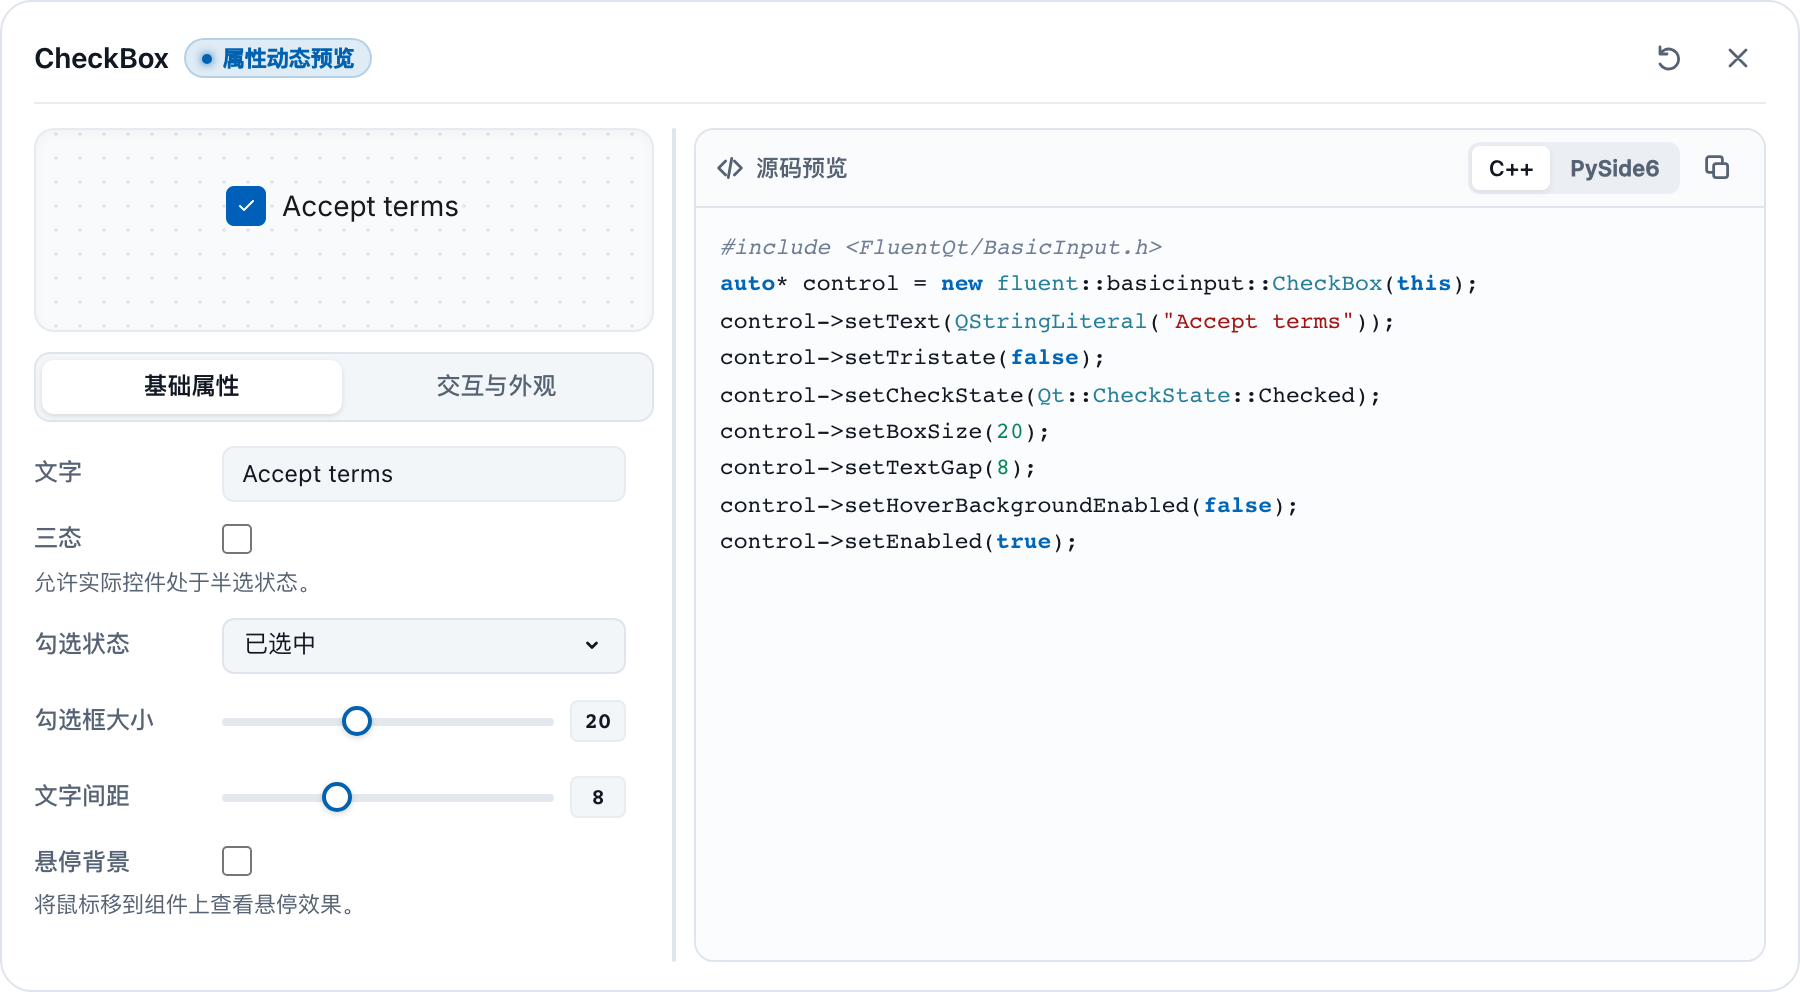 CheckBox
属性动态预览
Accept terms
基础属性
交互与外观
文字
Accept terms
三态
允许实际控件处于半选状态。
勾选状态
已选中
勾选框大小
20
文字间距
8
悬停背景
将鼠标移到组件上查看悬停效果。
源码预览
C++
PySide6
#include <FluentQt/BasicInput.h>
auto* control = new fluent::basicinput::CheckBox(this);
control->setText(QStringLiteral("Accept terms"));
control->setTristate(false);
control->setCheckState(Qt::CheckState::Checked);
control->setBoxSize(20);
control->setTextGap(8);
control->setHoverBackgroundEnabled(false);
control->setEnabled(true);